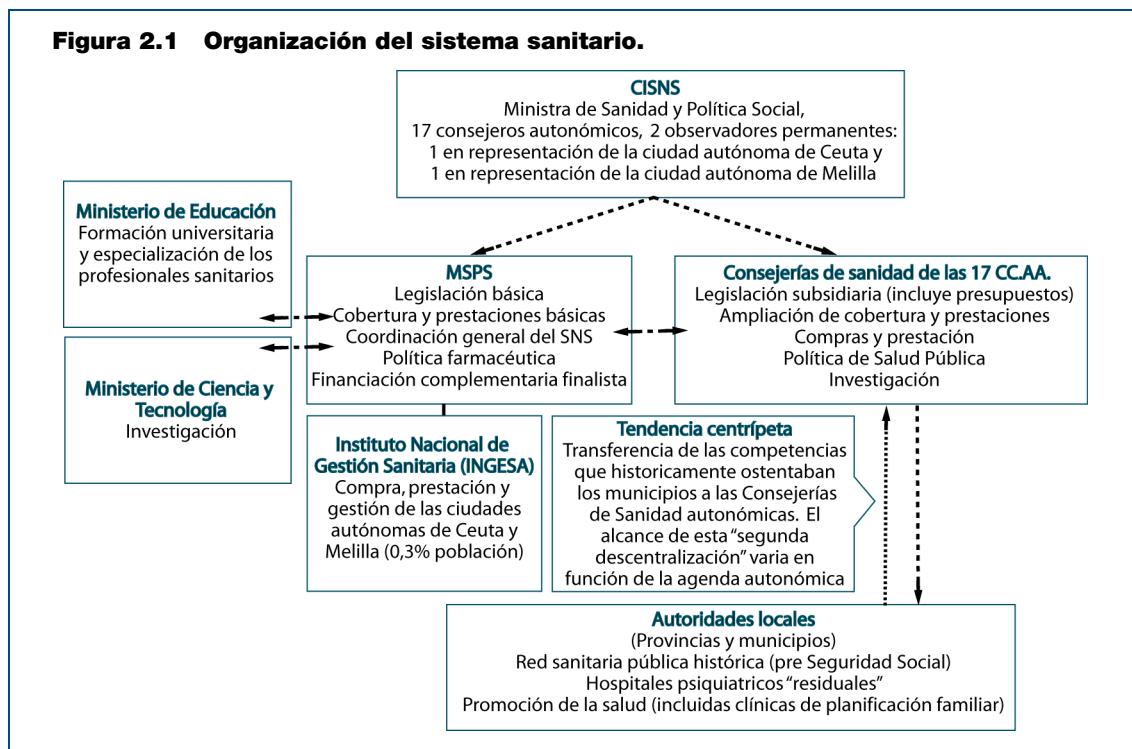 Figura 2.1 Organización del sistema sanitario.
CISNS
Ministra de Sanidad y Política Social,
17 consejeros autonómicos, 2 observadores permanentes:
1 en representación de la ciudad autónoma de Ceuta y
1 en representación de la ciudad autónoma de Melilla
Ministerio de Educación
Formación universitaria
y especialización de los
profesionales sanitarios
MSPS
Legislación básica
Cobertura y prestaciones básicas
Coordinación general del SNS
Política farmacéutica
Financiación complementaria finalista
Consejerías de sanidad de las 17 CC.AA.
Legislación subsidiaria (incluye presupuestos)
Ampliación de cobertura y prestaciones
Compras y prestación
Política de Salud Pública
Investigación
Ministerio de Ciencia y
Tecnología
Investigación
Instituto Nacional de
Gestión Sanitaria (INGESA)
Compra, prestación y
gestión de las ciudades
autónomas de Ceuta y
Melilla (0,3% población)
Tendencia centrípeta
Transferencia de las competencias
que historicamente ostentaban
los municipios a las Consejerías
de Sanidad autonómicas. El
alcance de esta “segunda
descentralización” varia en
función de la agenda autonómica
Autoridades locales
(Provincias y municipios)
Red sanitaria pública histórica (pre Seguridad Social)
Hospitales psiquiatricos “residuales”
Promoción de la salud (incluidas clínicas de planificación familiar)